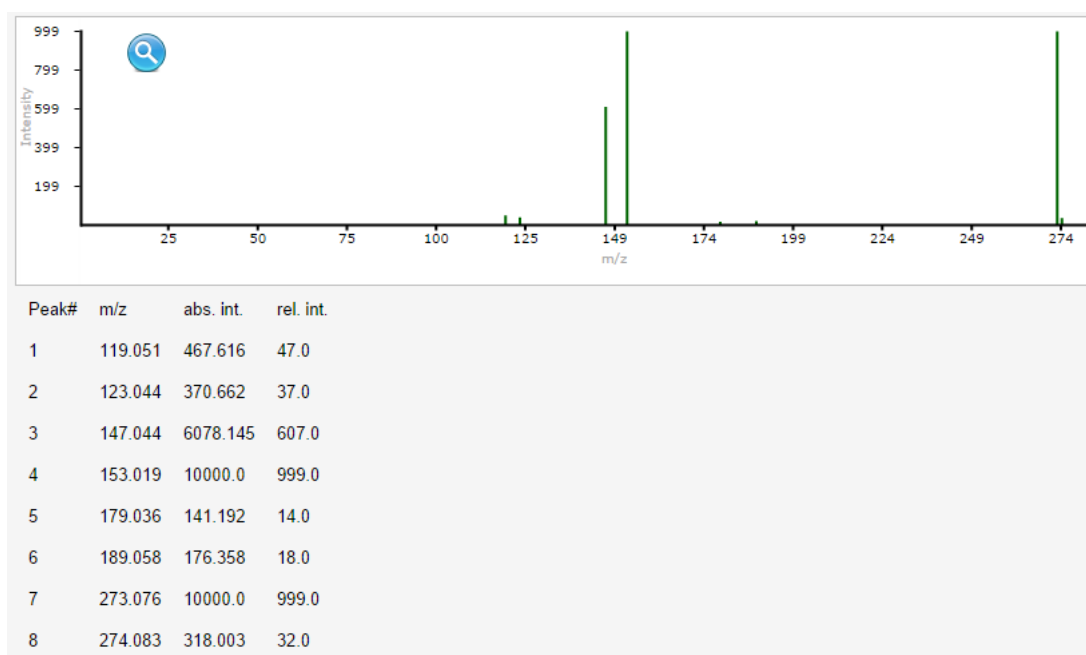 999
799
599
399
199
Intensity
25 50 75 100 125 149 174 199 224 249 274
m/z
Peak# m/z abs. int. rel. int.
1 119.051 467.616 47.0
2 123.044 370.662 37.0
3 147.044 6078.145 607.0
4 153.019 10000.0 999.0
5 179.036 141.192 14.0
6 189.058 176.358 18.0
7 273.076 10000.0 999.0
8 274.083 318.003 32.0